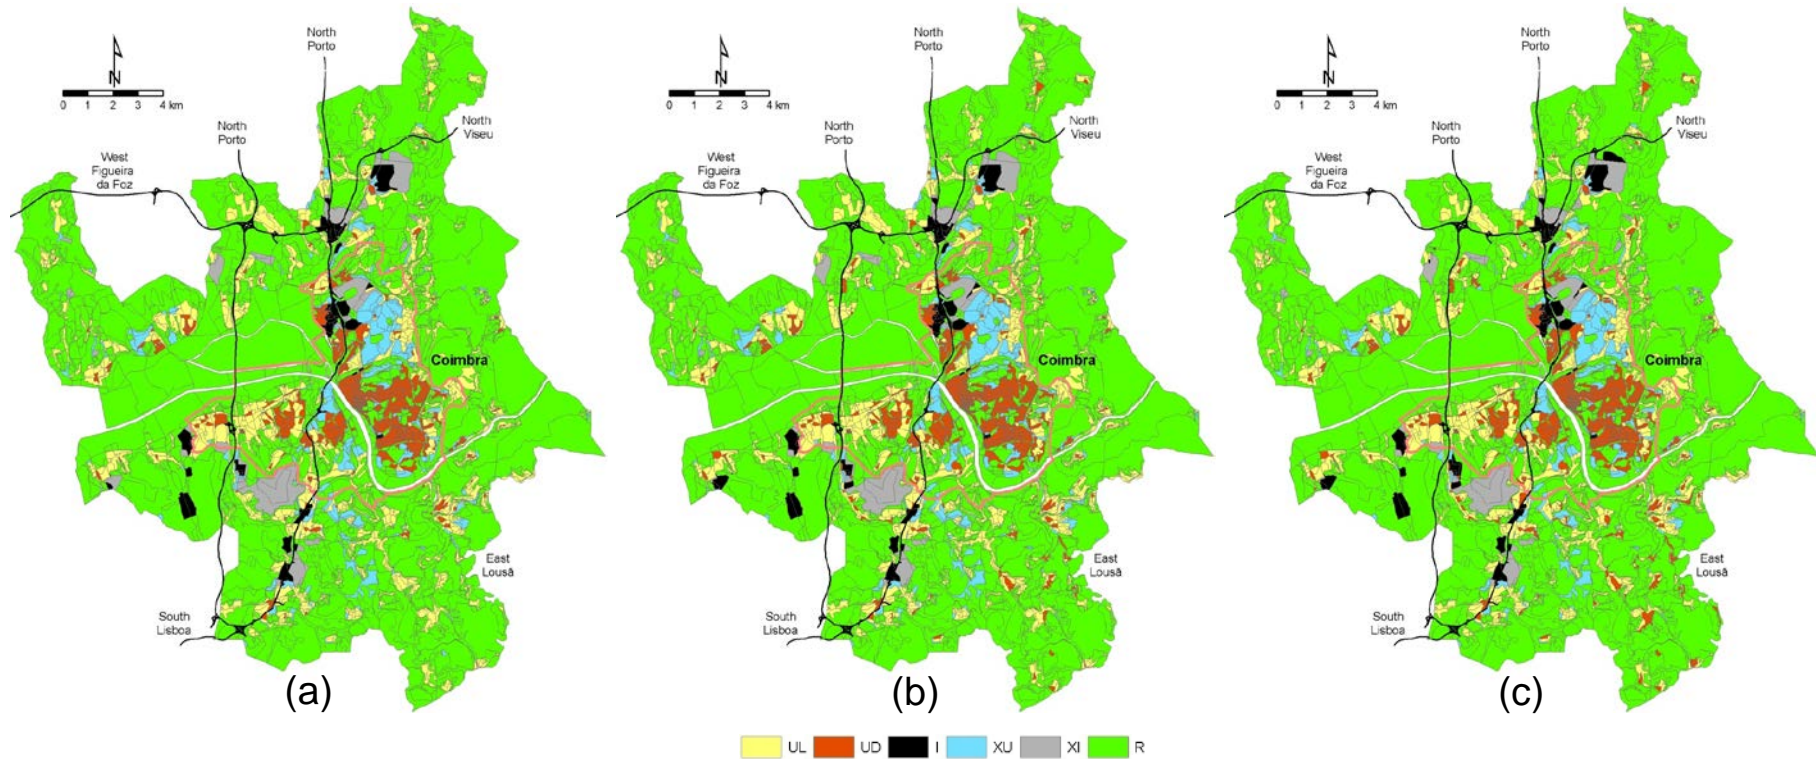 North
Porto
N
0 1 2 3 4 km
North
Porto
North
Viseu
West
Figueira
da Foz
Coimbra
East
Lousã
South
Lisboa
(a)
North
Porto
N
0 1 2 3 4 km
North
Porto
North
Viseu
West
Figueira
da Foz
Coimbra
East
Lousã
South
Lisboa
(b)
North
Porto
N
0 1 2 3 4 km
North
Porto
North
Viseu
West
Figueira
da Foz
Coimbra
East
Lousã
South
Lisboa
(c)
UL UD I XU XI R